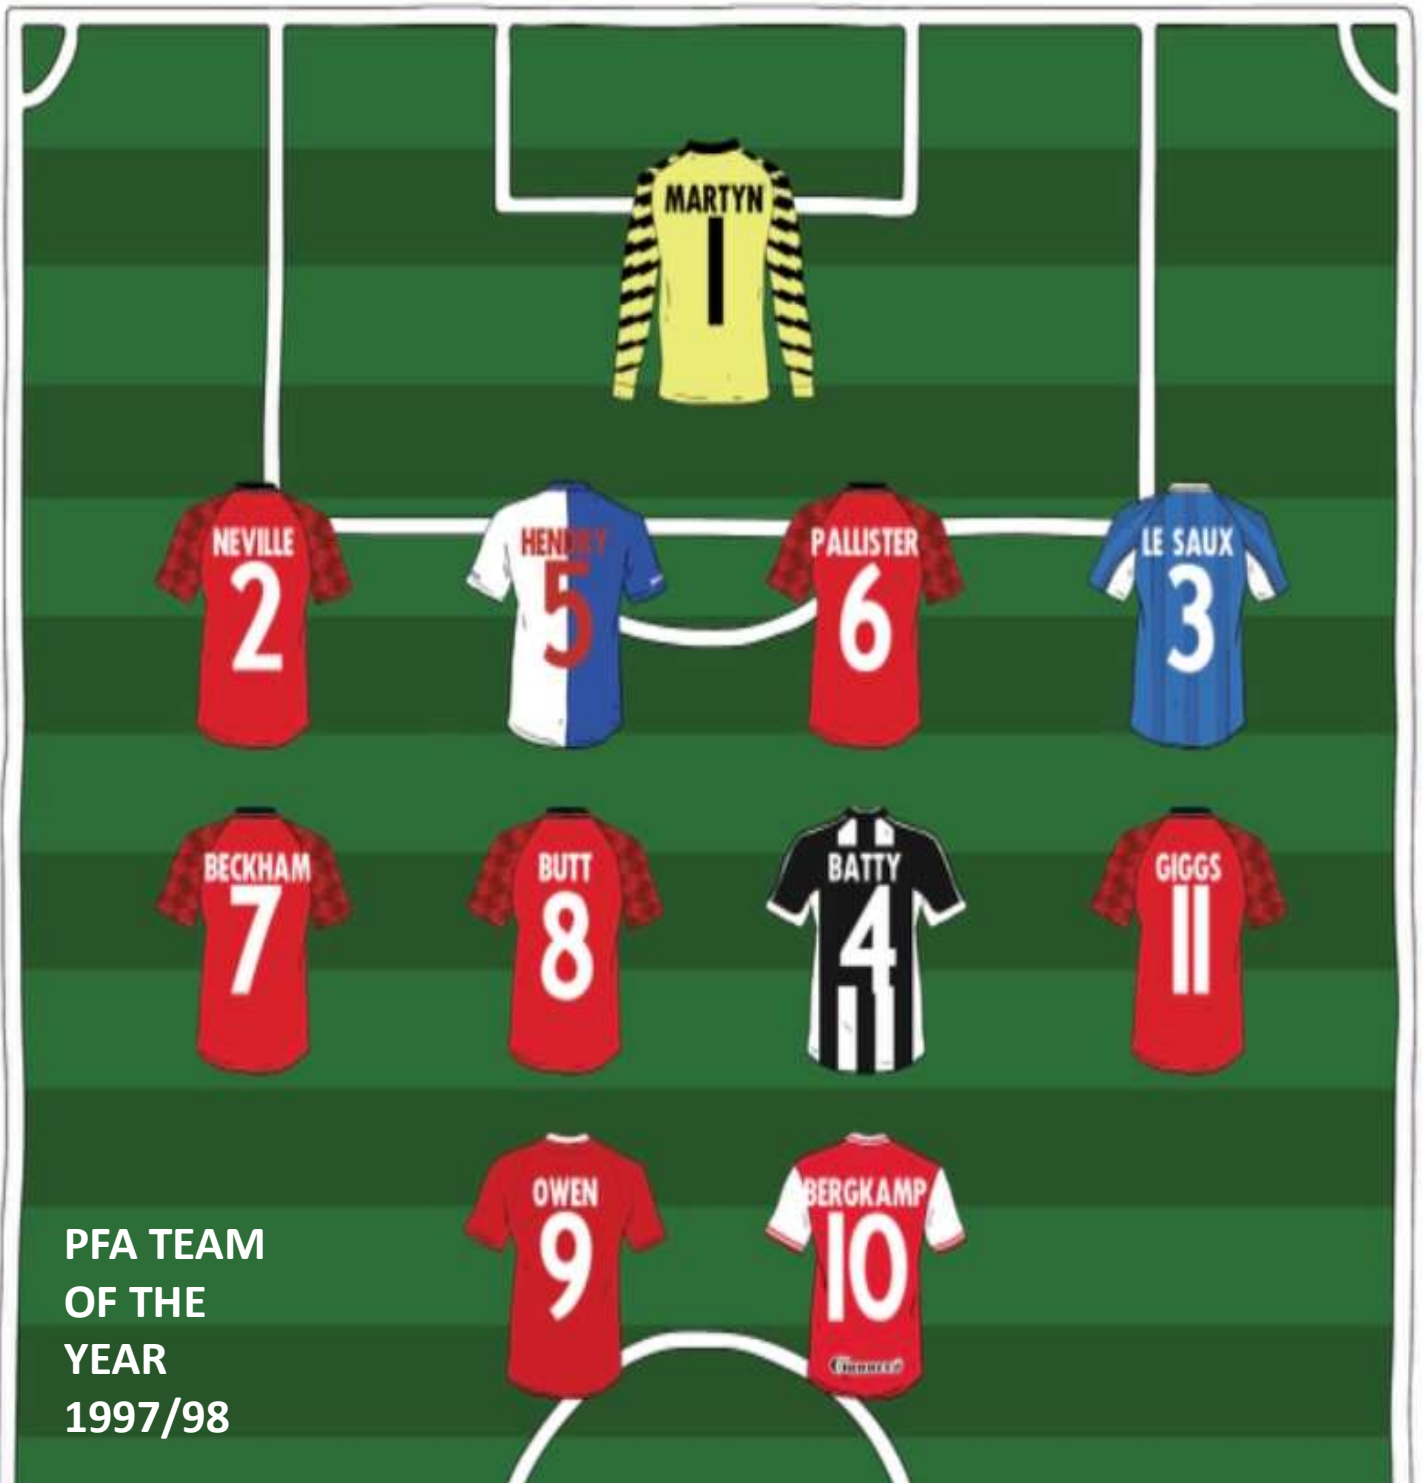 MARTYN
1
NEVILLE
2
HENDRY
5
PALLISTER
6
LE SAUX
3
BECKHAM
7
BUTT
8
BATTY
4
GIGGS
11
OWEN
9
BERGKAMP
10
PFA TEAM
OF THE
YEAR
1997/98